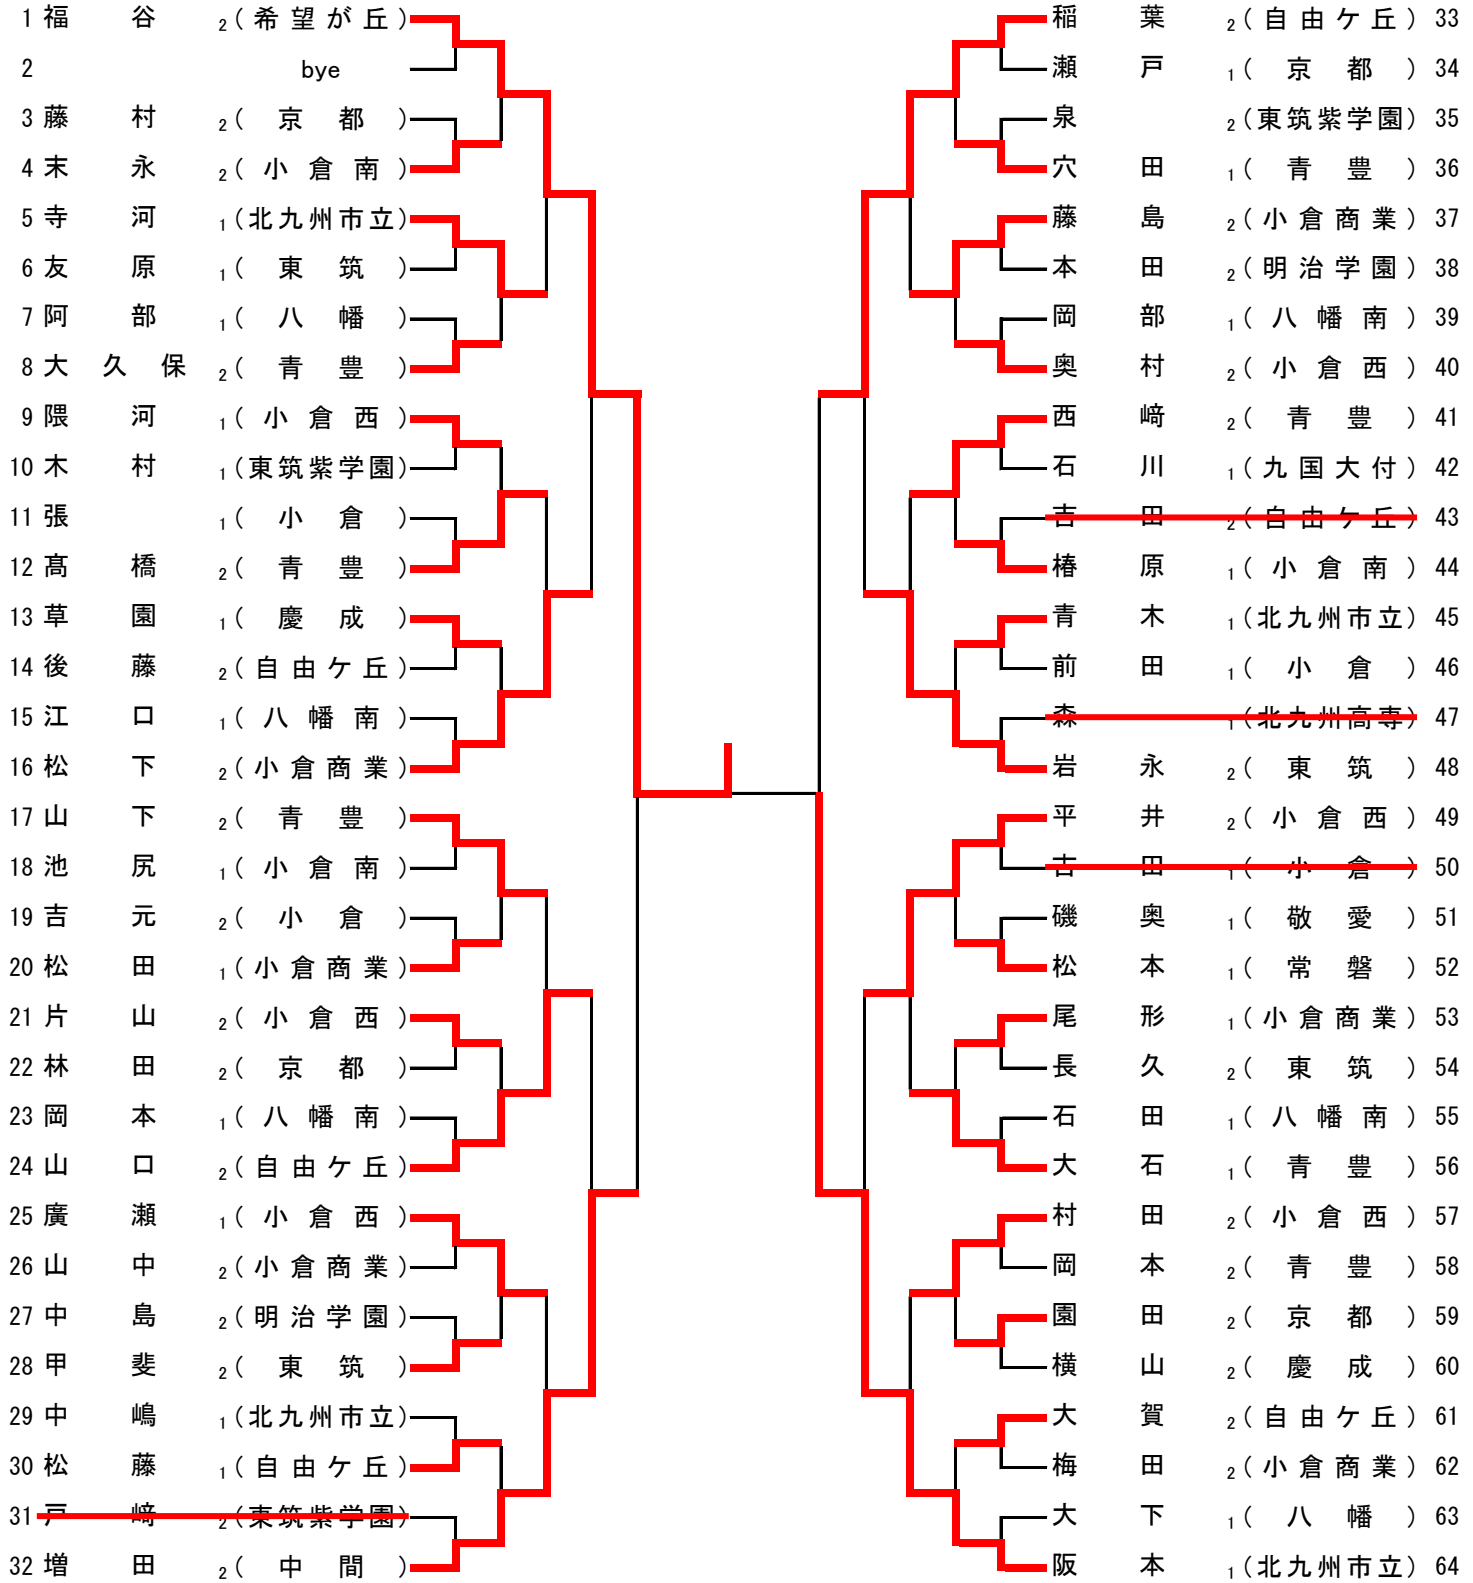 1 福谷 2 (希望が丘)
2 bye
3 藤村 2 (京都)
4 末永 2 (小倉南)
5 寺河 1 (北九州市立)
6 友原 1 (東筑)
7 阿部 1 (八幡)
8 大久保 2 (青豊)
9 隈河 1 (小倉西)
10 木村 1 (東筑紫学園)
11 張 1 (小倉)
12 髙橋 2 (青豊)
13 草園 1 (慶成)
14 後藤 2 (自由ケ丘)
15 江口 1 (八幡南)
16 松下 2 (小倉商業)
17 山下 2 (青豊)
18 池尻 1 (小倉南)
19 吉元 2 (小倉)
20 松田 1 (小倉商業)
21 片山 2 (小倉西)
22 林田 2 (京都)
23 岡本 1 (八幡南)
24 山口 2 (自由ケ丘)
25 廣瀬 1 (小倉西)
26 山中 2 (小倉商業)
27 中島 2 (明治学園)
28 甲斐 2 (東筑)
29 中嶋 1 (北九州市立)
30 松藤 1 (自由ケ丘)
31 戸﨑 2 (東筑紫学園)
32 増田 2 (中間)
稲葉 2 (自由ケ丘) 33
瀬戸 1 (京都) 34
泉 2 (東筑紫学園) 35
穴田 1 (青豊) 36
藤島 2 (小倉商業) 37
本田 2 (明治学園) 38
岡部 1 (八幡南) 39
奥村 2 (小倉西) 40
西﨑 2 (青豊) 41
石川 1 (九国大付) 42
吉田 2 (自由ケ丘) 43
椿原 1 (小倉南) 44
青木 1 (北九州市立) 45
前田 1 (小倉) 46
森 1 (北九州高専) 47
岩永 2 (東筑) 48
平井 2 (小倉西) 49
古田 1 (小倉) 50
磯奥 1 (敬愛) 51
松本 1 (常磐) 52
尾形 1 (小倉商業) 53
長久 2 (東筑) 54
石田 1 (八幡南) 55
大石 1 (青豊) 56
村田 2 (小倉西) 57
岡本 2 (青豊) 58
園田 2 (京都) 59
横山 2 (慶成) 60
大賀 2 (自由ケ丘) 61
梅田 2 (小倉商業) 62
大下 1 (八幡) 63
阪本 1 (北九州市立) 64